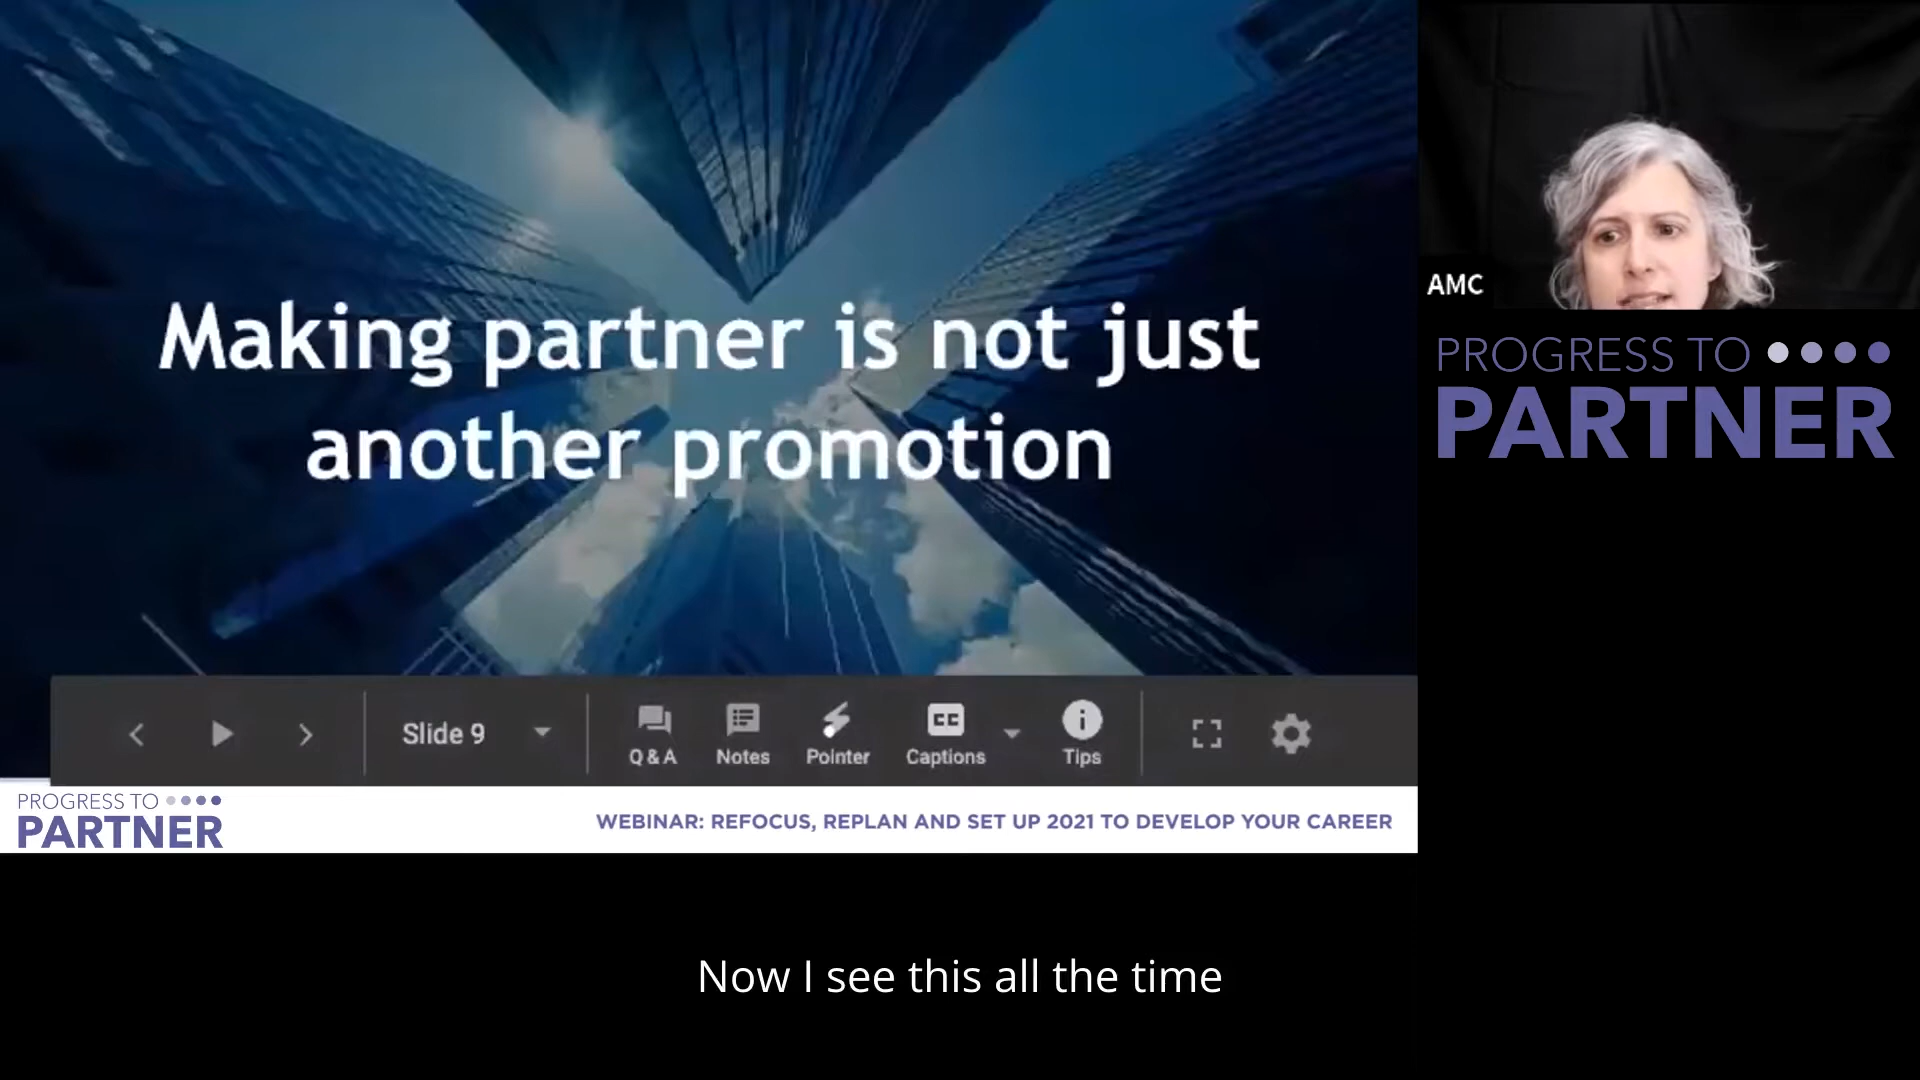 Making partner is not just
another promotion
AMC
PROGRESS TO
PARTNER
Slide 9
Q & A
Notes
Pointer
CC
Captions
Tips
PROGRESS TO
PARTNER
WEBINAR: REFOCUS, REPLAN AND SET UP 2021 TO DEVELOP YOUR CAREER
Now I see this all the time